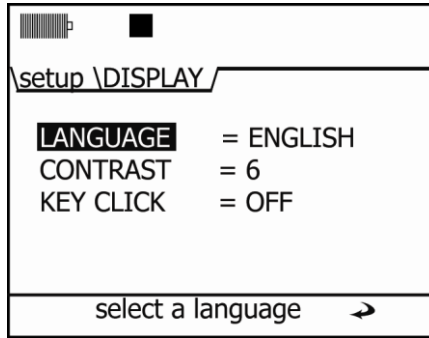 \setup \DISPLAY /
LANGUAGE = ENGLISH
CONTRAST = 6
KEY CLICK = OFF
select a language